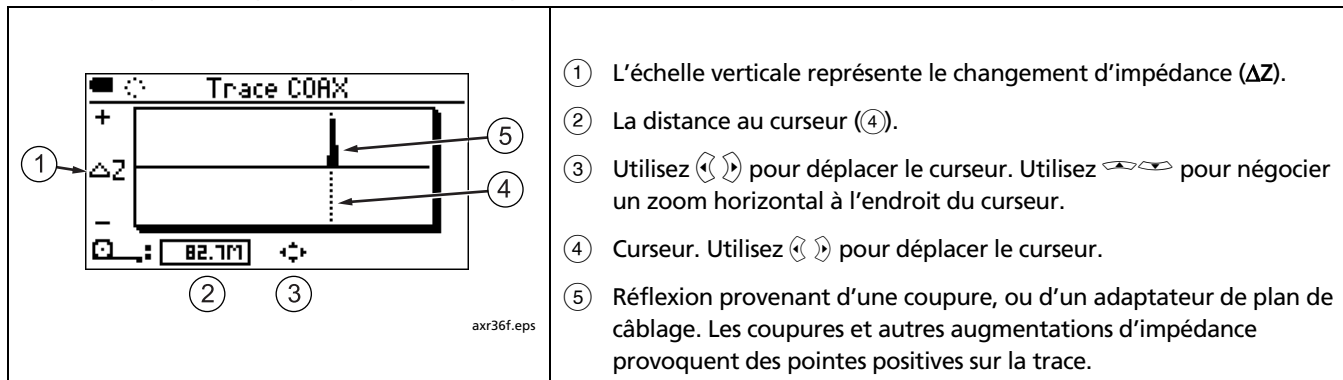 Trace COAX
+
ΔZ
−
82.7M
1
2
3
4
5
axr36f.eps
1 L'échelle verticale représente le changement d'impédance (ΔZ).
2 La distance au curseur (4).
3 Utilisez pour déplacer le curseur. Utilisez pour négocier
un zoom horizontal à l'endroit du curseur.
4 Curseur. Utilisez pour déplacer le curseur.
5 Réflexion provenant d'une coupure, ou d'un adaptateur de plan de
câblage. Les coupures et autres augmentations d'impédance
provoquent des pointes positives sur la trace.